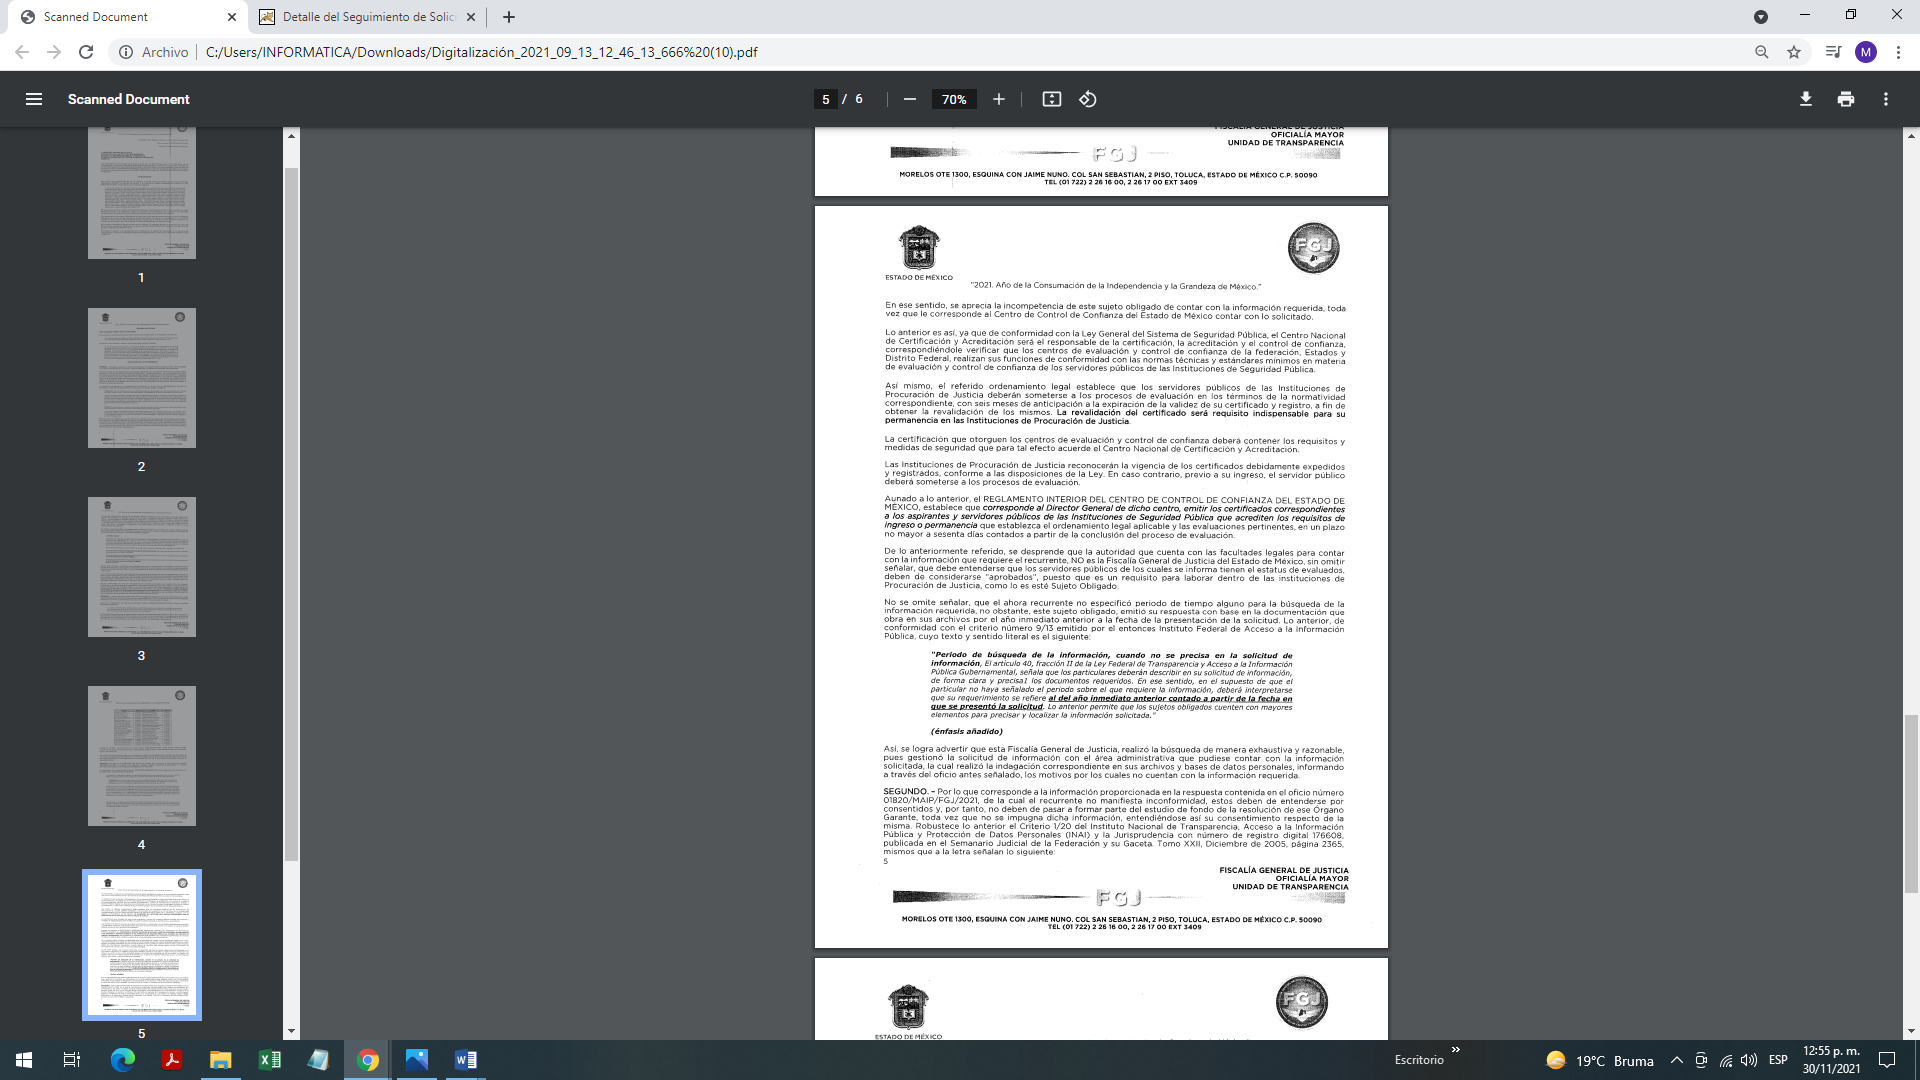 Scanned Document
Detalle del Seguimiento de Solici
Archivo
C:/Users/INFORMATICA/Downloads/Digitalización_2021_09_13_12_46_13_666%20(10).pdf
M
Scanned Document
5 / 6
70%
1
2
3
4
5
FISCALÍA GENERAL DE JUSTICIA
OFICIALÍA MAYOR
UNIDAD DE TRANSPARENCIA
FGJ
MORELOS OTE 1300, ESQUINA CON JAIME NUNO. COL SAN SEBASTIAN, 2 PISO, TOLUCA, ESTADO DE MÉXICO C.P. 50090
TEL (01 722) 2 26 16 00, 2 26 17 00 EXT 3409
FGJ
ESTADO DE MÉXICO
"2021. Año de la Consumación de la Independencia y la Grandeza de México."
En ese sentido, se aprecia la incompetencia de este sujeto obligado de contar con la información requerida, toda
vez que le corresponde al Centro de Control de Confianza del Estado de México contar con lo solicitado.
Lo anterior es así, ya que de conformidad con la Ley General del Sistema de Seguridad Pública, el Centro Nacional
de Certificación y Acreditación será el responsable de la certificación, la acreditación y el control de confianza,
correspondiéndole verificar que los centros de evaluación y control de confianza de la federación, Estados y
Distrito Federal, realizan sus funciones de conformidad con las normas técnicas y estándares mínimos en materia
de evaluación y control de confianza de los servidores públicos de las Instituciones de Seguridad Pública.
Así mismo, el referido ordenamiento legal establece que los servidores públicos de las Instituciones de
Procuración de Justicia deberán someterse a los procesos de evaluación en los términos de la normatividad
correspondiente, con seis meses de anticipación a la expiración de la validez de su certificado y registro, a fin de
obtener la revalidación de los mismos. La revalidación del certificado será requisito indispensable para su
permanencia en las Instituciones de Procuración de Justicia.
La certificación que otorguen los centros de evaluación y control de confianza deberá contener los requisitos y
medidas de seguridad que para tal efecto acuerde el Centro Nacional de Certificación y Acreditación.
Las Instituciones de Procuración de Justicia reconocerán la vigencia de los certificados debidamente expedidos
y registrados, conforme a las disposiciones de la Ley. En caso contrario, previo a su ingreso, el servidor público
deberá someterse a los procesos de evaluación.
Aunado a lo anterior, el REGLAMENTO INTERIOR DEL CENTRO DE CONTROL DE CONFIANZA DEL ESTADO DE
MÉXICO, establece que corresponde al Director General de dicho centro, emitir los certificados correspondientes
a los aspirantes y servidores públicos de las Instituciones de Seguridad Pública que acrediten los requisitos de
ingreso o permanencia que establezca el ordenamiento legal aplicable y las evaluaciones pertinentes, en un plazo
no mayor a sesenta días contados a partir de la conclusión del proceso de evaluación.
De lo anteriormente referido, se desprende que la autoridad que cuenta con las facultades legales para contar
con la información que requiere el recurrente, NO es la Fiscalía General de Justicia del Estado de México, sin omitir
señalar, que debe entenderse que los servidores públicos de los cuales se informa tienen el estatus de evaluados,
deben de considerarse "aprobados", puesto que es un requisito para laborar dentro de las instituciones de
Procuración de Justicia, como lo es esté Sujeto Obligado.
No se omite señalar, que el ahora recurrente no especificó periodo de tiempo alguno para la búsqueda de la
información requerida, no obstante, este sujeto obligado, emitió su respuesta con base en la documentación que
obra en sus archivos por el año inmediato anterior a la fecha de la presentación de la solicitud. Lo anterior, de
conformidad con el criterio número 9/13 emitido por el entonces Instituto Federal de Acceso a la Información
Pública, cuyo texto y sentido literal es el siguiente:
"Periodo de búsqueda de la información, cuando no se precisa en la solicitud de
información, El artículo 40, fracción II de la Ley Federal de Transparencia y Acceso a la Información
Pública Gubernamental, señala que los particulares deberán describir en su solicitud de información,
de forma clara y precisa1 los documentos requeridos. En ese sentido, en el supuesto de que el
particular no haya señalado el periodo sobre el que requiere la información, deberá interpretarse
que su requerimiento se refiere al del año inmediato anterior contado a partir de la fecha en
que se presentó la solicitud. Lo anterior permite que los sujetos obligados cuenten con mayores
elementos para precisar y localizar la información solicitada."
(énfasis añadido)
Así, se logra advertir que esta Fiscalía General de Justicia, realizó la búsqueda de manera exhaustiva y razonable,
pues gestionó la solicitud de información con el área administrativa que pudiese contar con la información
solicitada, la cual realizó la indagación correspondiente en sus archivos y bases de datos personales, informando
a través del oficio antes señalado, los motivos por los cuales no cuentan con la información requerida.
SEGUNDO. – Por lo que corresponde a la información proporcionada en la respuesta contenida en el oficio número
01820/MAIP/FGJ/2021, de la cual el recurrente no manifiesta inconformidad, estos deben de entenderse por
consentidos y, por tanto, no deben de pasar a formar parte del estudio de fondo de la resolución de ese Órgano
Garante, toda vez que no se impugna dicha información, entendiéndose así su consentimiento respecto de la
misma. Robustece lo anterior el Criterio 1/20 del Instituto Nacional de Transparencia, Acceso a la Información
Pública y Protección de Datos Personales (INAI) y la Jurisprudencia con número de registro digital 176608,
publicada en el Semanario Judicial de la Federación y su Gaceta. Tomo XXII, Diciembre de 2005, página 2365,
mismos que a la letra señalan lo siguiente:
5
FISCALÍA GENERAL DE JUSTICIA
OFICIALÍA MAYOR
UNIDAD DE TRANSPARENCIA
FGJ
MORELOS OTE 1300, ESQUINA CON JAIME NUNO. COL SAN SEBASTIAN, 2 PISO, TOLUCA, ESTADO DE MÉXICO C.P. 50090
TEL (01 722) 2 26 16 00, 2 26 17 00 EXT 3409
FGJ
ESTADO DE MÉXICO
Escritorio
19°C Bruma
ESP
12:55 p. m.
30/11/2021